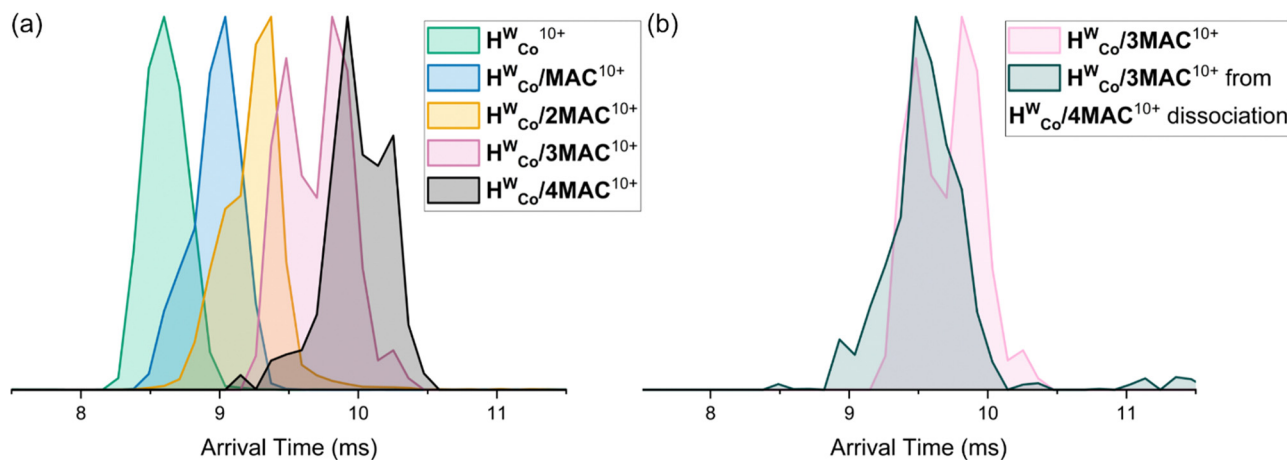 (a)
H^W_Co^10+
H^W_Co/MAC^10+
H^W_Co/2MAC^10+
H^W_Co/3MAC^10+
H^W_Co/4MAC^10+
8 9 10 11
Arrival Time (ms)
(b)
H^W_Co/3MAC^10+
H^W_Co/3MAC^10+ from
H^W_Co/4MAC^10+ dissociation
8 9 10 11
Arrival Time (ms)